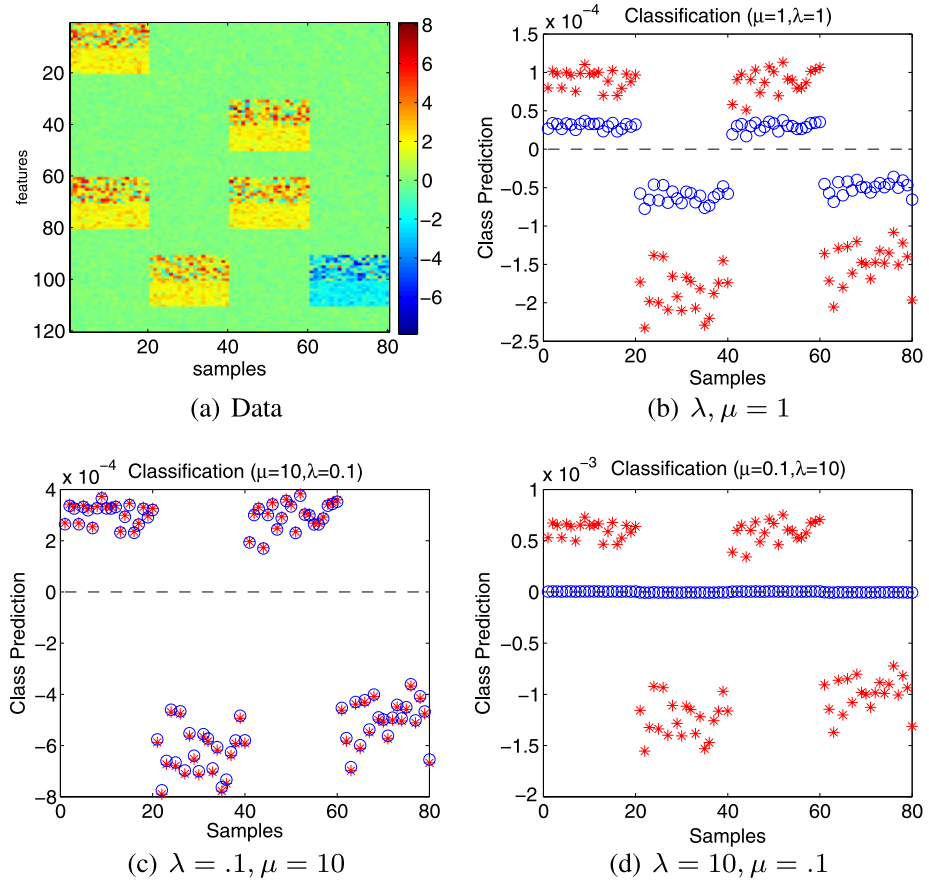 8
6
4
2
0
−2
−4
−6
20
40
60
80
100
120
features
20 40 60 80
samples
(a) Data
x 10⁻⁴ Classification (μ=1,λ=1)
1.5
1
0.5
0
−0.5
−1
−1.5
−2
−2.5
Class Prediction
0 20 40 60 80
Samples
(b) λ, μ = 1
x 10⁻⁴ Classification (μ=10,λ=0.1)
4
2
0
−2
−4
−6
−8
Class Prediction
0 20 40 60 80
Samples
(c) λ = .1, μ = 10
x 10⁻³ Classification (μ=0.1,λ=10)
1
0.5
0
−0.5
−1
−1.5
−2
Class Prediction
0 20 40 60 80
Samples
(d) λ = 10, μ = .1